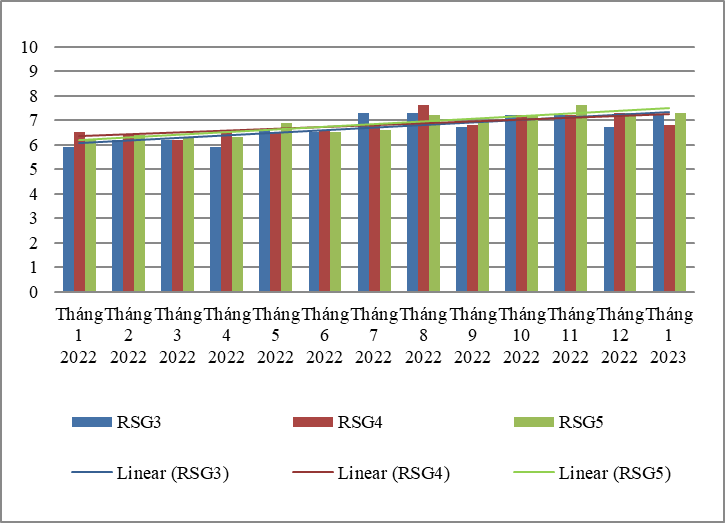 10
9
8
7
6
5
4
3
2
1
0
Tháng Tháng Tháng Tháng Tháng Tháng Tháng Tháng Tháng Tháng Tháng Tháng Tháng
1 2 3 4 5 6 7 8 9 10 11 12 1
2022 2022 2022 2022 2022 2022 2022 2022 2022 2022 2022 2022 2023
RSG3 RSG4 RSG5
Linear (RSG3) Linear (RSG4) Linear (RSG5)